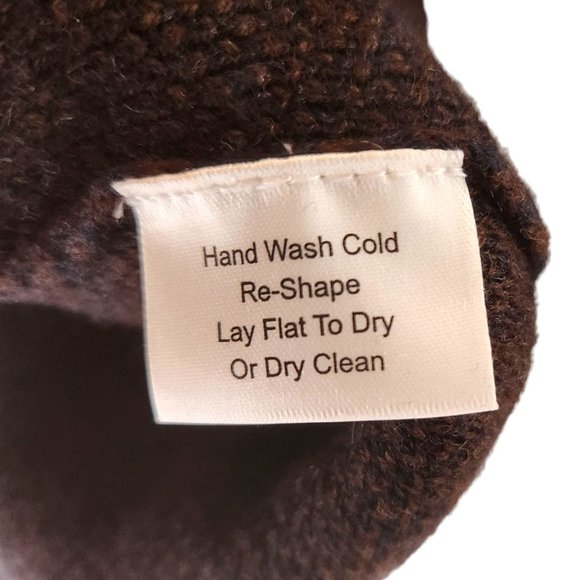 Hand Wash Cold
Re-Shape
Lay Flat To Dry
Or Dry Clean